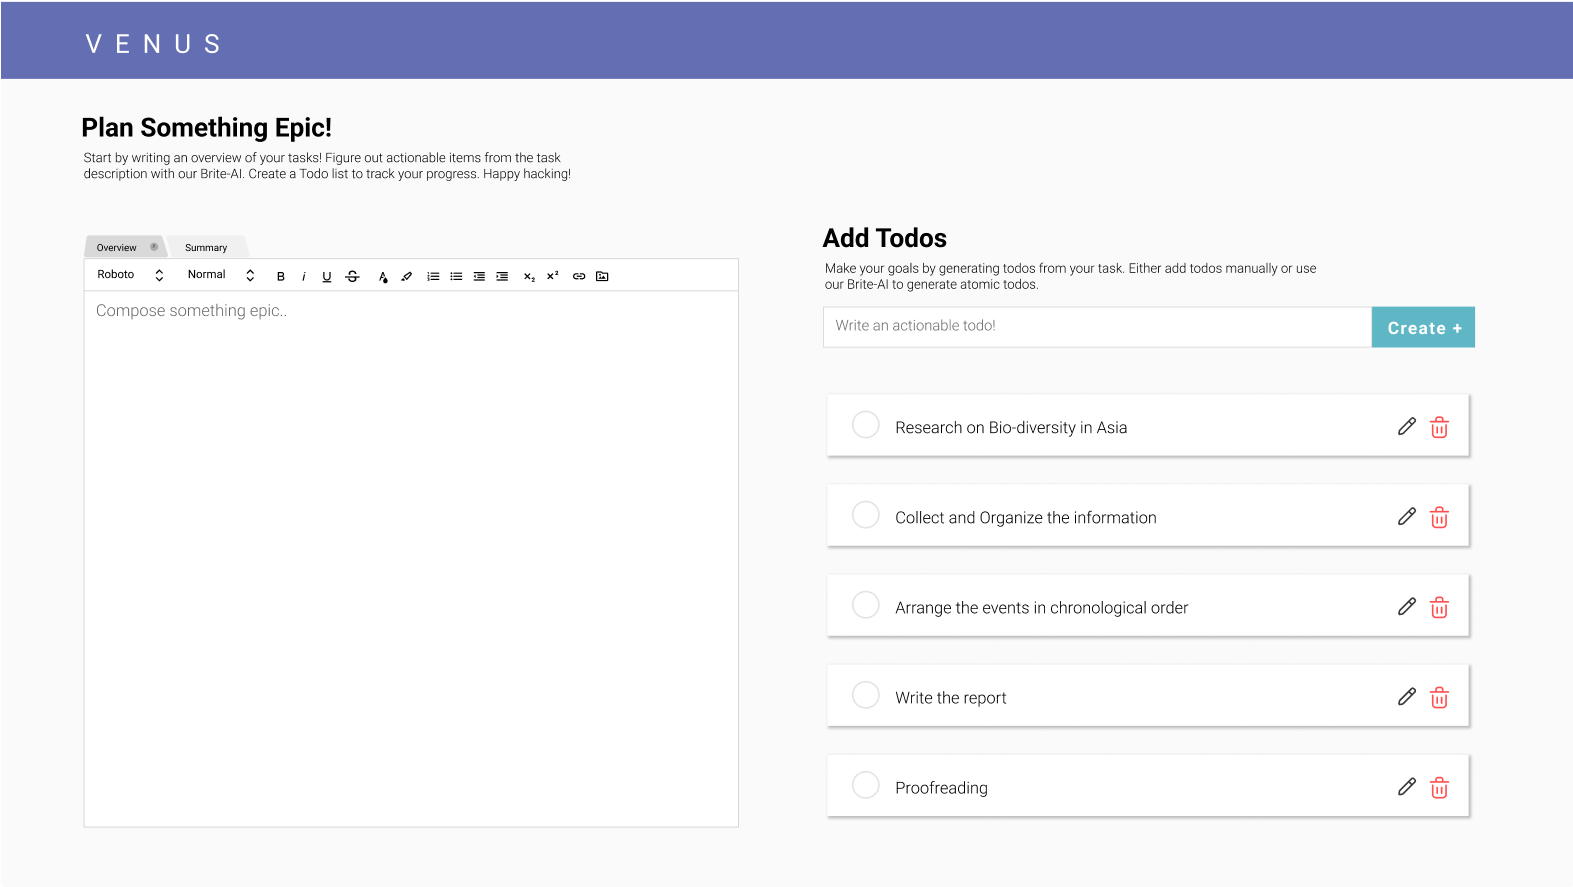 VENUS
Plan Something Epic!
Start by writing an overview of your tasks! Figure out actionable items from the task
description with our Brite-AI. Create a Todo list to track your progress. Happy hacking!
Overview
Summary
Roboto
Normal
B i U S A x₂ x²
Compose something epic..
Add Todos
Make your goals by generating todos from your task. Either add todos manually or use
our Brite-AI to generate atomic todos.
Write an actionable todo!
Create +
Research on Bio-diversity in Asia
Collect and Organize the information
Arrange the events in chronological order
Write the report
Proofreading